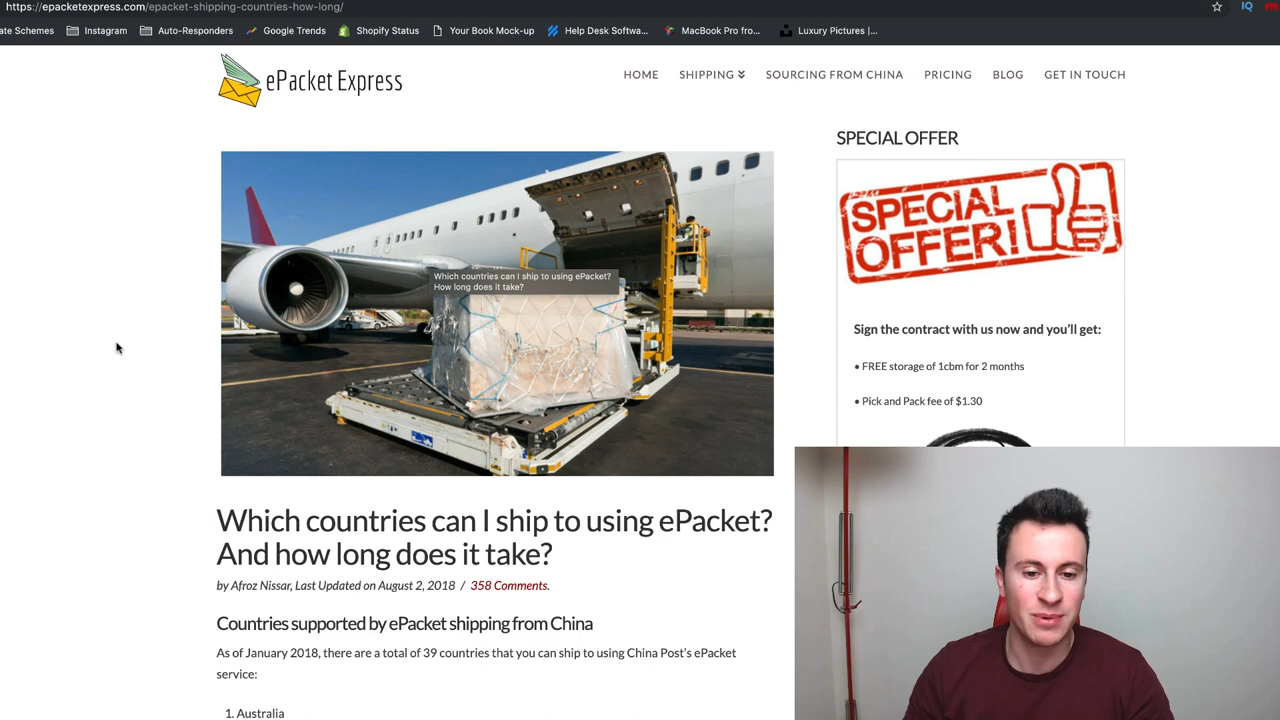 https://epacketexpress.com/epacket-shipping-countries-how-long/
IQ
ate Schemes Instagram Auto-Responders Google Trends Shopify Status Your Book Mock-up Help Desk Softwa... MacBook Pro fro... Luxury Pictures |...
ePacket Express
HOME SHIPPING SOURCING FROM CHINA PRICING BLOG GET IN TOUCH
SPECIAL OFFER
SPECIAL
OFFER!
Which countries can I ship to using ePacket?
How long does it take?
Sign the contract with us now and you'll get:
• FREE storage of 1cbm for 2 months
• Pick and Pack fee of $1.30
Which countries can I ship to using ePacket?
And how long does it take?
by Afroz Nissar, Last Updated on August 2, 2018 / 358 Comments.
Countries supported by ePacket shipping from China
As of January 2018, there are a total of 39 countries that you can ship to using China Post's ePacket
service:
1. Australia